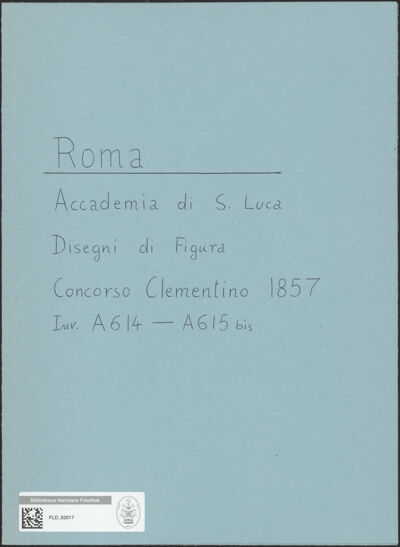 Roma
Accademia di S. Luca
Disegni di Figura
Concorso Clementino 1857
Inv. A614 — A615 bis
Bibliotheca Hertziana Fotothek
FLD_02017